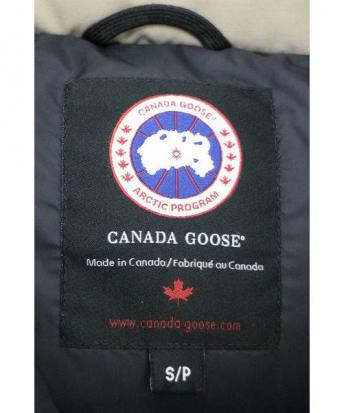 CANADA GOOSE®
ARCTIC PROGRAM
CANADA GOOSE®
Made in Canada/Fabriqué au Canada
www.canada-goose.com
S/P